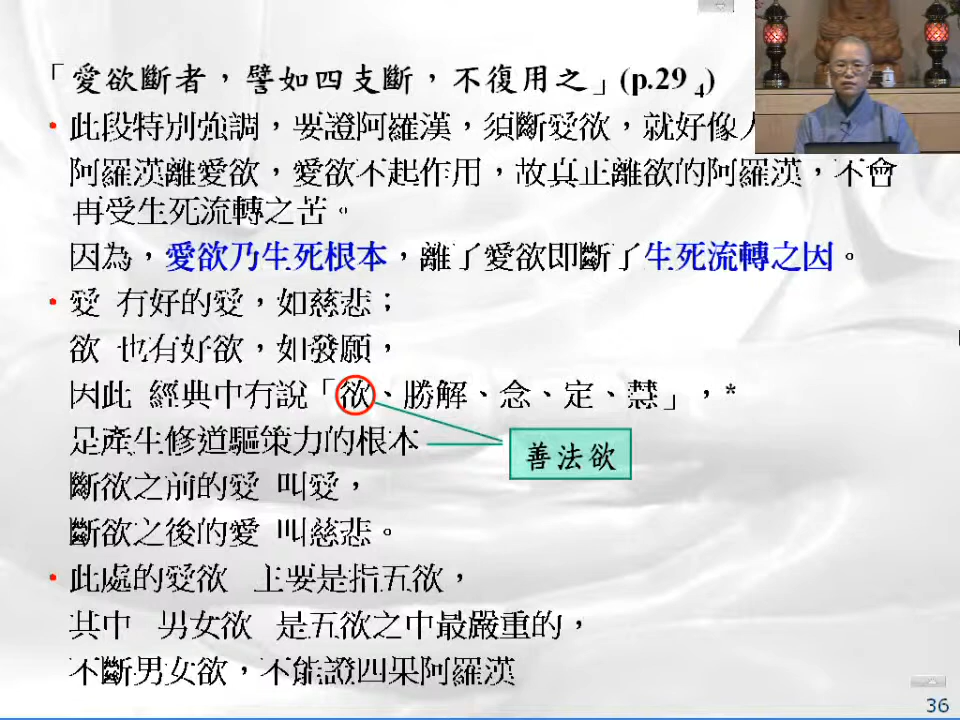 「愛欲斷者，譬如四支斷，不復用之」(p.29 4)
• 此段特別強調，要證阿羅漢，須斷愛欲，就好像人
阿羅漢離愛欲，愛欲不起作用，故真正離欲的阿羅漢，不會
再受生死流轉之苦。
因為，愛欲乃生死根本，離了愛欲即斷了生死流轉之因。
• 愛 有好的愛，如慈悲；
欲 也有好欲，如發願，
因此 經典中有說「欲、勝解、念、定、慧」，*
是產生修道驅策力的根本
善法欲
斷欲之前的愛 叫愛，
斷欲之後的愛 叫慈悲。
• 此處的愛欲 主要是指五欲，
其中 男女欲 是五欲之中最嚴重的，
不斷男女欲，不能證四果阿羅漢
36